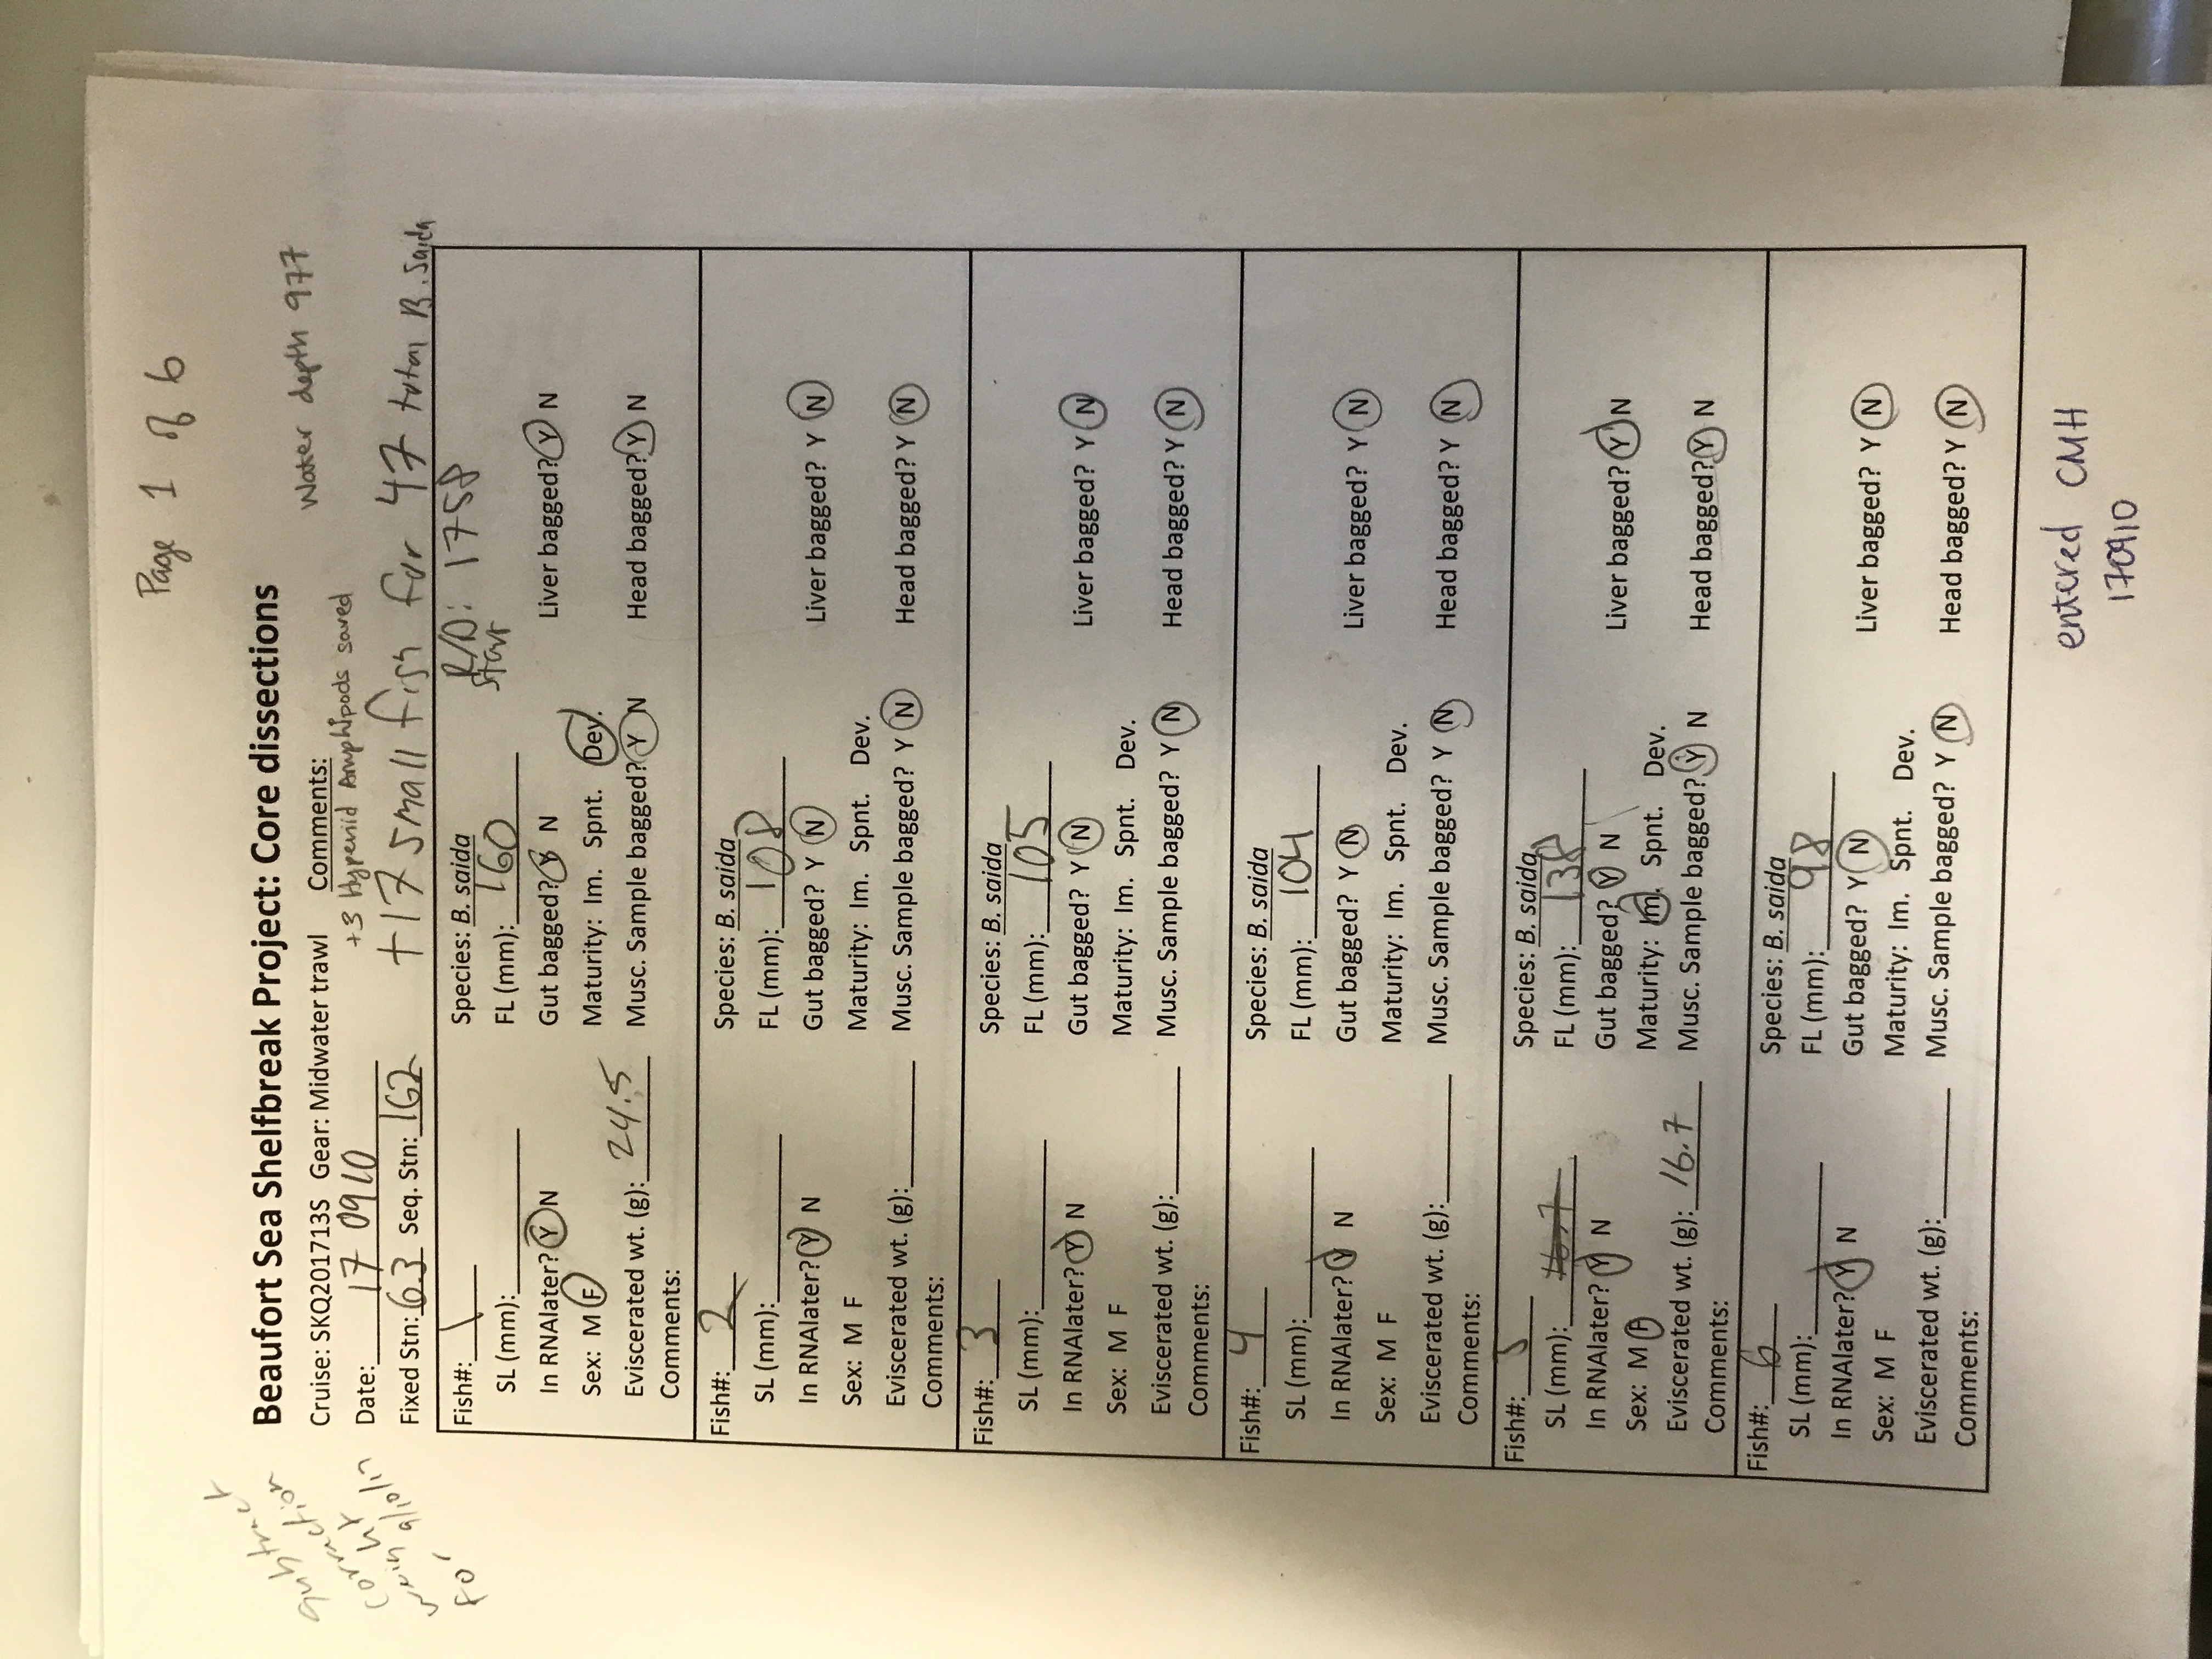 Page 1 of 6
Water depth 977
subtract
correction
weight
for 9/10/17
Beaufort Sea Shelfbreak Project: Core dissections
Cruise: SKQ201713S Gear: Midwater trawl Comments:
+3 Hyperiid Amphipods saved
Date: 17 0910
Fixed Stn: 63 Seq. Stn: 162 +17 small fish for 47 total B. saida
Fish#: 1 Species: B. saida R/D: 1758
start
SL (mm): FL (mm): 160
In RNAlater? Y N Gut bagged? Y N Liver bagged? Y N
Sex: M F Maturity: Im. Spnt. Dev.
Eviscerated wt. (g): 24.5 Musc. Sample bagged? Y N Head bagged? Y N
Comments:
Fish#: 2 Species: B. saida
SL (mm): FL (mm): 108
In RNAlater? Y N Gut bagged? Y N Liver bagged? Y N
Sex: M F Maturity: Im. Spnt. Dev.
Eviscerated wt. (g): Musc. Sample bagged? Y N Head bagged? Y N
Comments:
Fish#: 3 Species: B. saida
SL (mm): FL (mm): 105
In RNAlater? Y N Gut bagged? Y N Liver bagged? Y N
Sex: M F Maturity: Im. Spnt. Dev.
Eviscerated wt. (g): Musc. Sample bagged? Y N Head bagged? Y N
Comments:
Fish#: 4 Species: B. saida
SL (mm): FL (mm): 104
In RNAlater? Y N Gut bagged? Y N Liver bagged? Y N
Sex: M F Maturity: Im. Spnt. Dev.
Eviscerated wt. (g): Musc. Sample bagged? Y N Head bagged? Y N
Comments:
Fish#: 5 Species: B. saida
SL (mm): 16.7 FL (mm): 138
In RNAlater? Y N Gut bagged? Y N Liver bagged? Y N
Sex: M F Maturity: Im. Spnt. Dev.
Eviscerated wt. (g): 16.7 Musc. Sample bagged? Y N Head bagged? Y N
Comments:
Fish#: 6 Species: B. saida
SL (mm): FL (mm): 98
In RNAlater? Y N Gut bagged? Y N Liver bagged? Y N
Sex: M F Maturity: Im. Spnt. Dev.
Eviscerated wt. (g): Musc. Sample bagged? Y N Head bagged? Y N
Comments:
entered CMH
170910